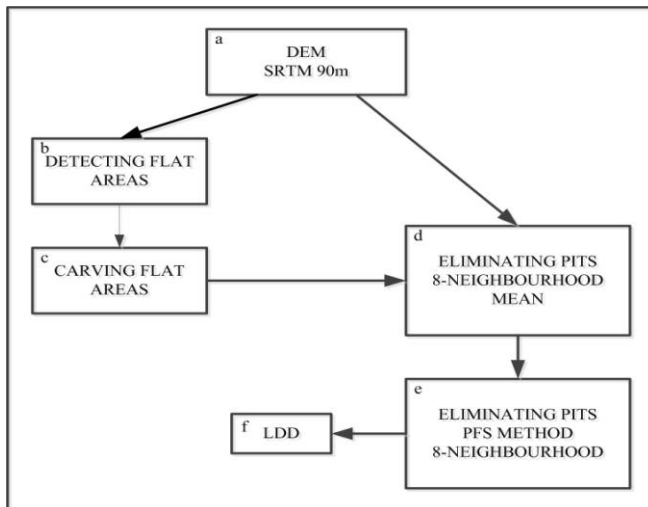 a
DEM
SRTM 90m
b
DETECTING FLAT
AREAS
c
CARVING FLAT
AREAS
d
ELIMINATING PITS
8-NEIGHBOURHOOD
MEAN
e
ELIMINATING PITS
PFS METHOD
8-NEIGHBOURHOOD
f
LDD